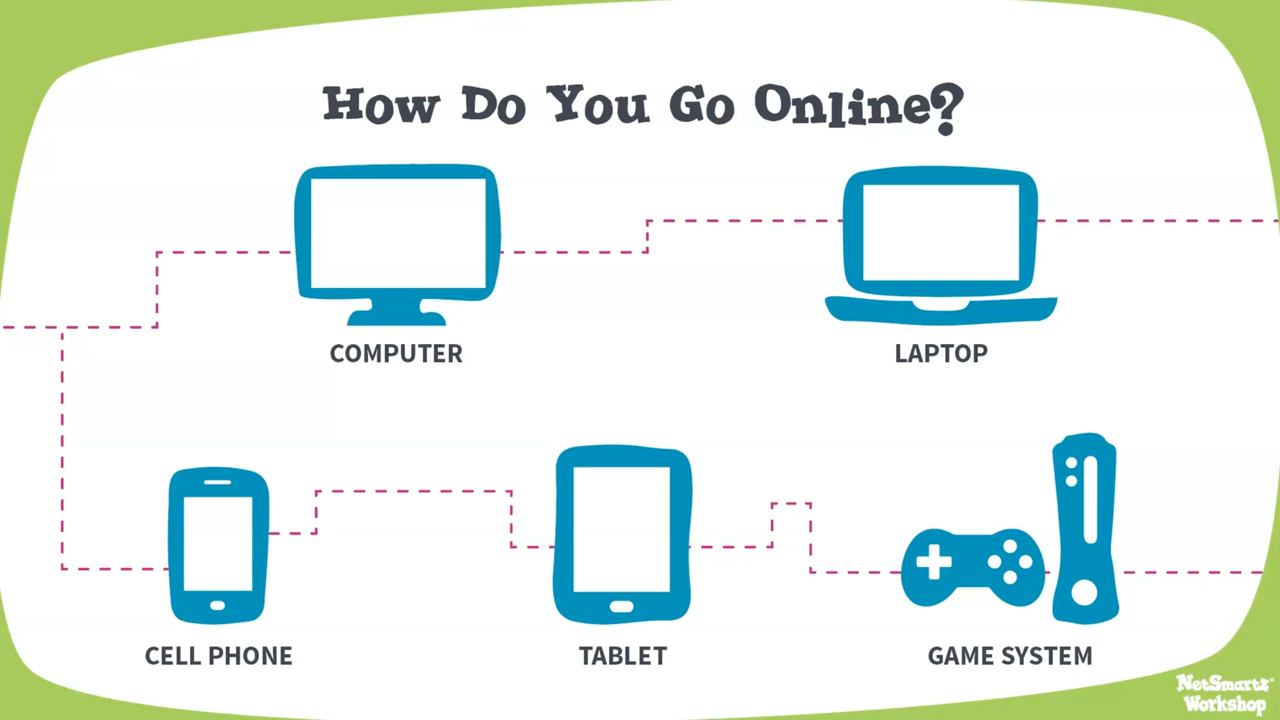 How Do You Go Online?
COMPUTER
LAPTOP
CELL PHONE
TABLET
GAME SYSTEM
NetSmartz®
Workshop